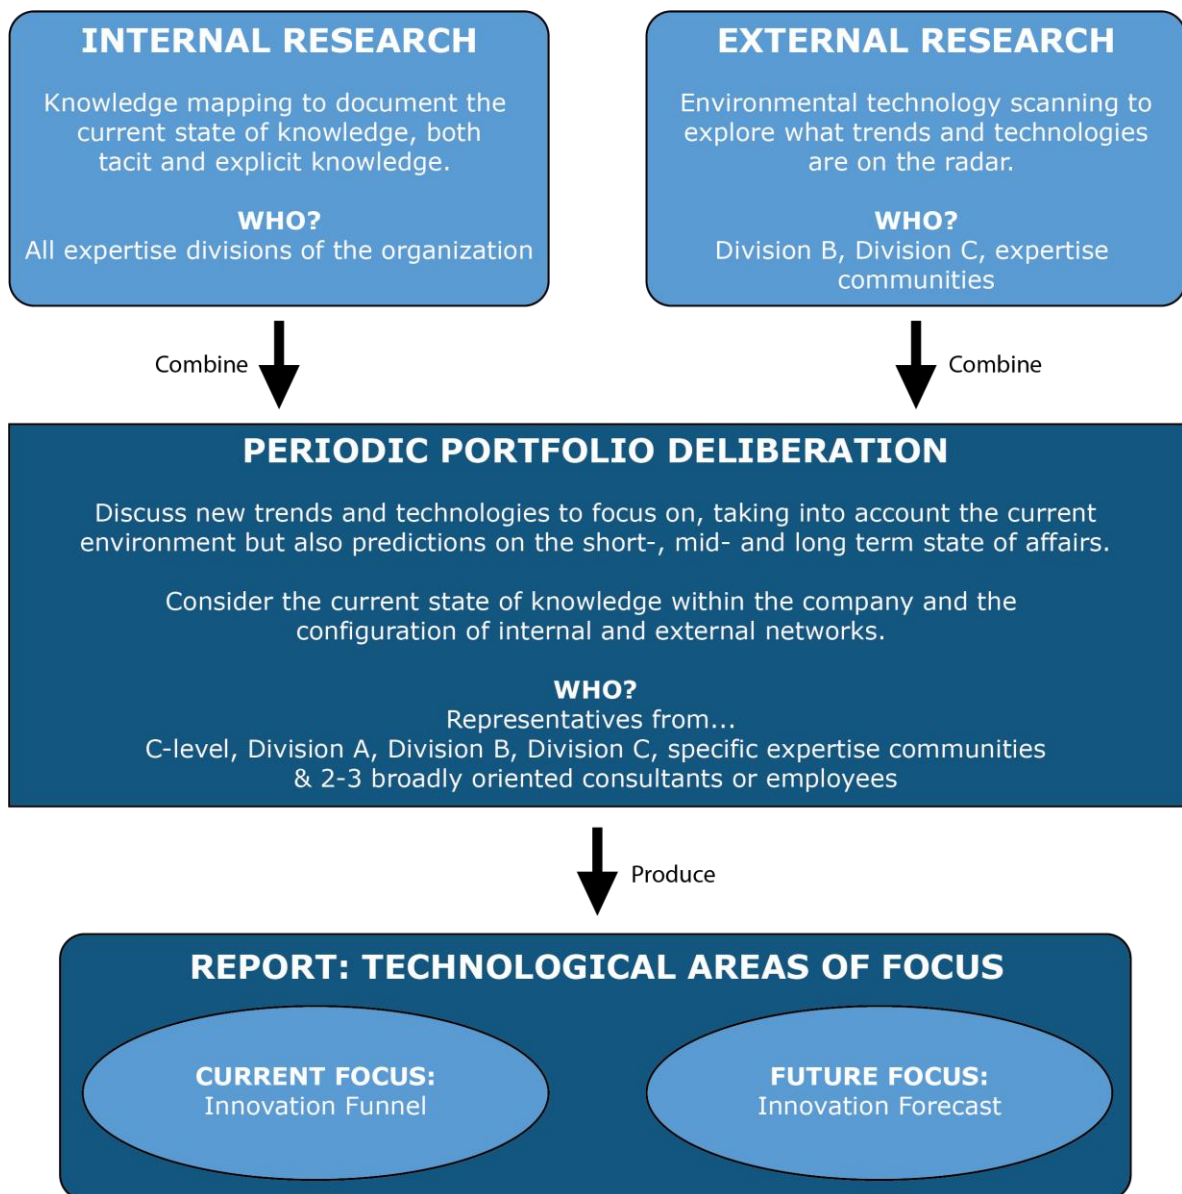 INTERNAL RESEARCH
Knowledge mapping to document the
current state of knowledge, both
tacit and explicit knowledge.
WHO?
All expertise divisions of the organization
EXTERNAL RESEARCH
Environmental technology scanning to
explore what trends and technologies
are on the radar.
WHO?
Division B, Division C, expertise
communities
Combine
Combine
PERIODIC PORTFOLIO DELIBERATION
Discuss new trends and technologies to focus on, taking into account the current
environment but also predictions on the short-, mid- and long term state of affairs.
Consider the current state of knowledge within the company and the
configuration of internal and external networks.
WHO?
Representatives from...
C-level, Division A, Division B, Division C, specific expertise communities
& 2-3 broadly oriented consultants or employees
Produce
REPORT: TECHNOLOGICAL AREAS OF FOCUS
CURRENT FOCUS:
Innovation Funnel
FUTURE FOCUS:
Innovation Forecast